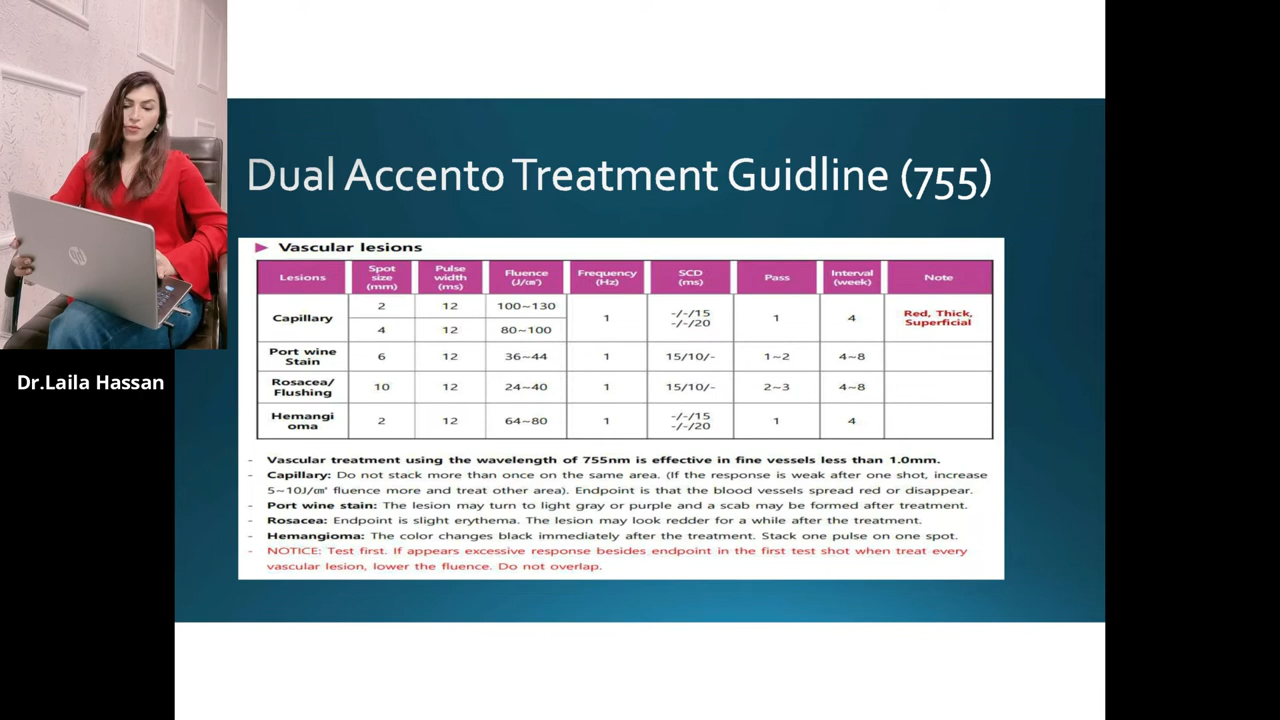 Dual Accento Treatment Guidline (755)
Vascular lesions
Lesions Spot size (mm) Pulse width (ms) Fluence (J/㎠) Frequency (Hz) SCD (ms) Pass Interval (week) Note
Capillary 2 12 100~130 1 -/-/15 -/-/20 1 4 Red, Thick, Superficial
4 12 80~100
Port wine Stain 6 12 36~44 1 15/10/- 1~2 4~8
Rosacea/ Flushing 10 12 24~40 1 15/10/- 2~3 4~8
Hemangi oma 2 12 64~80 1 -/-/15 -/-/20 1 4
- Vascular treatment using the wavelength of 755nm is effective in fine vessels less than 1.0mm.
- Capillary: Do not stack more than once on the same area. (If the response is weak after one shot, increase
5~10J/㎠ fluence more and treat other area). Endpoint is that the blood vessels spread red or disappear.
- Port wine stain: The lesion may turn to light gray or purple and a scab may be formed after treatment.
- Rosacea: Endpoint is slight erythema. The lesion may look redder for a while after the treatment.
- Hemangioma: The color changes black immediately after the treatment. Stack one pulse on one spot.
- NOTICE: Test first. If appears excessive response besides endpoint in the first test shot when treat every
vascular lesion, lower the fluence. Do not overlap.
Dr.Laila Hassan
hp